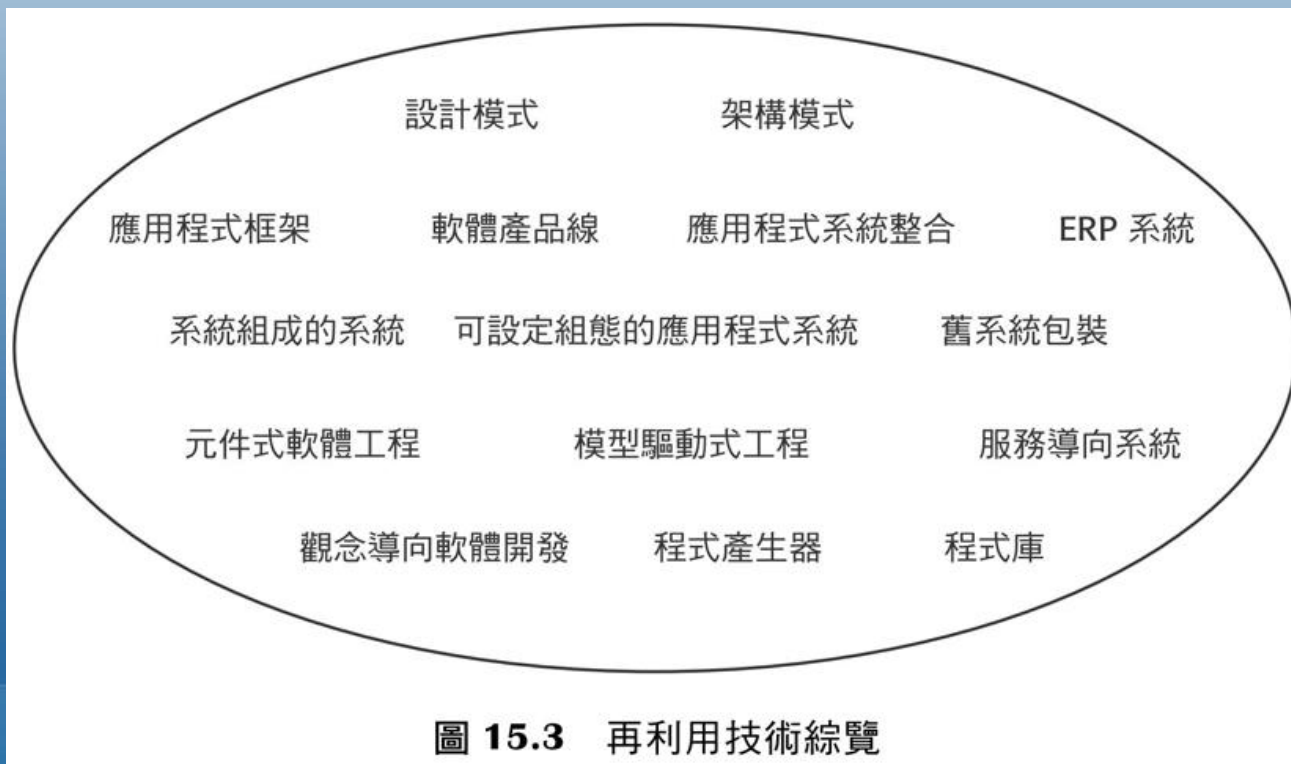 設計模式 架構模式
應用程式框架 軟體產品線 應用程式系統整合 ERP 系統
系統組成的系統 可設定組態的應用程式系統 舊系統包裝
元件式軟體工程 模型驅動式工程 服務導向系統
觀念導向軟體開發 程式產生器 程式庫
圖 15.3 再利用技術綜覽